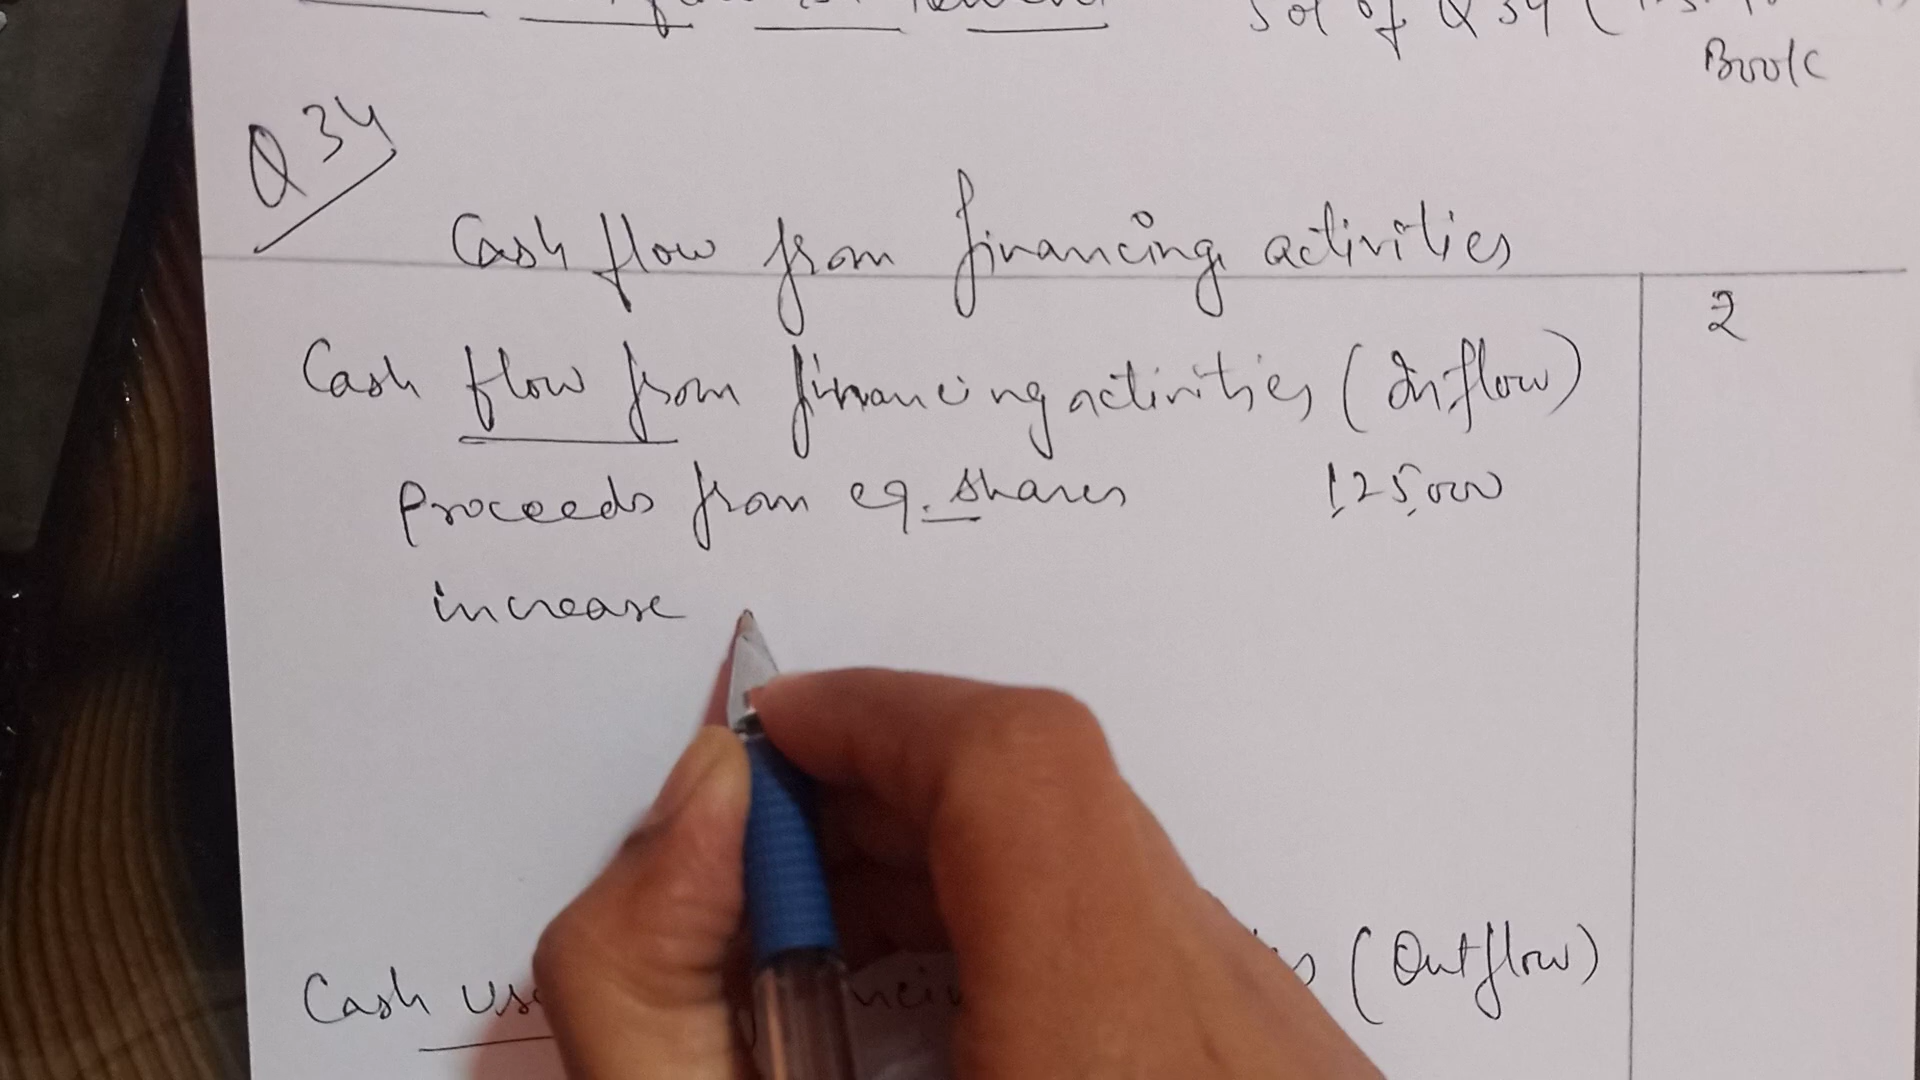 Sol of Q 34 (
Book
Q 34
Cash flow from financing activities
₹
Cash flow from financing activities (Inflow)
Proceeds from eq. shares 1,25,000
increase
Cash (Outflow)